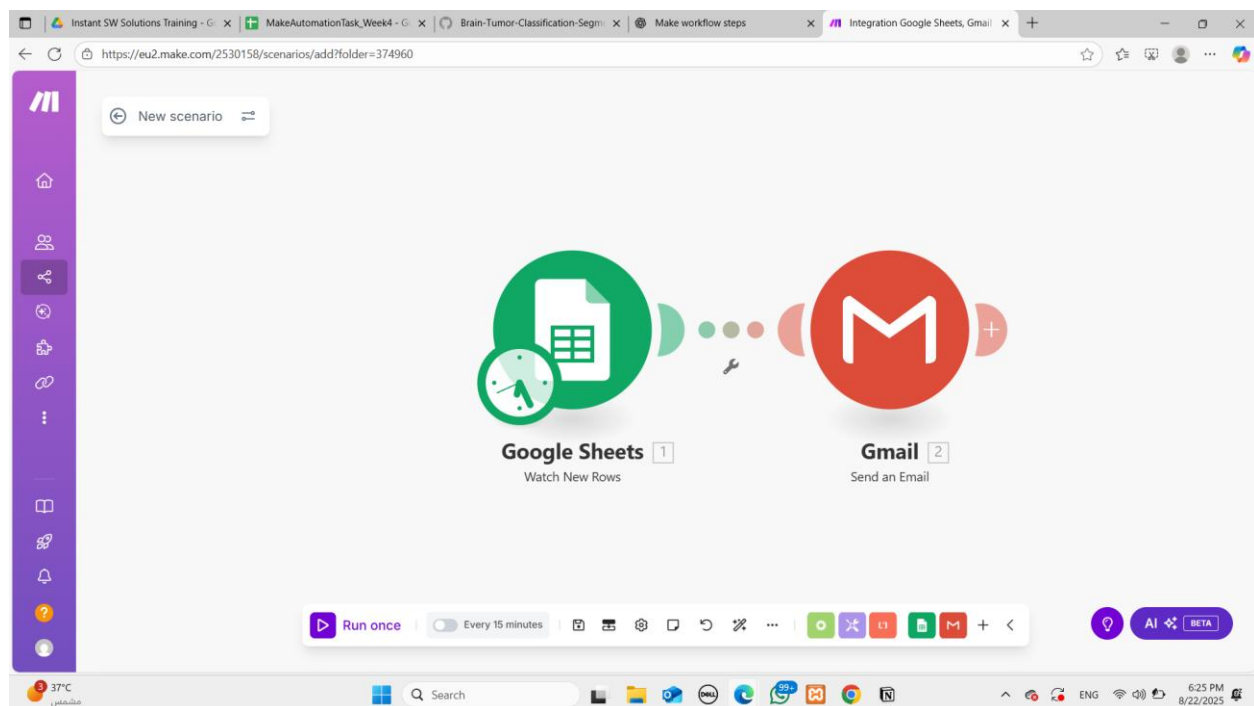 Instant SW Solutions Training - G
MakeAutomationTask_Week4 - G
Brain-Tumor-Classification-Segm
Make workflow steps
Integration Google Sheets, Gmail
https://eu2.make.com/2530158/scenarios/add?folder=374960
New scenario
Google Sheets 1
Watch New Rows
Gmail 2
Send an Email
Run once
Every 15 minutes
AI BETA
3
37°C
مشمس
Search
DELL
99+
ENG
6:25 PM
8/22/2025